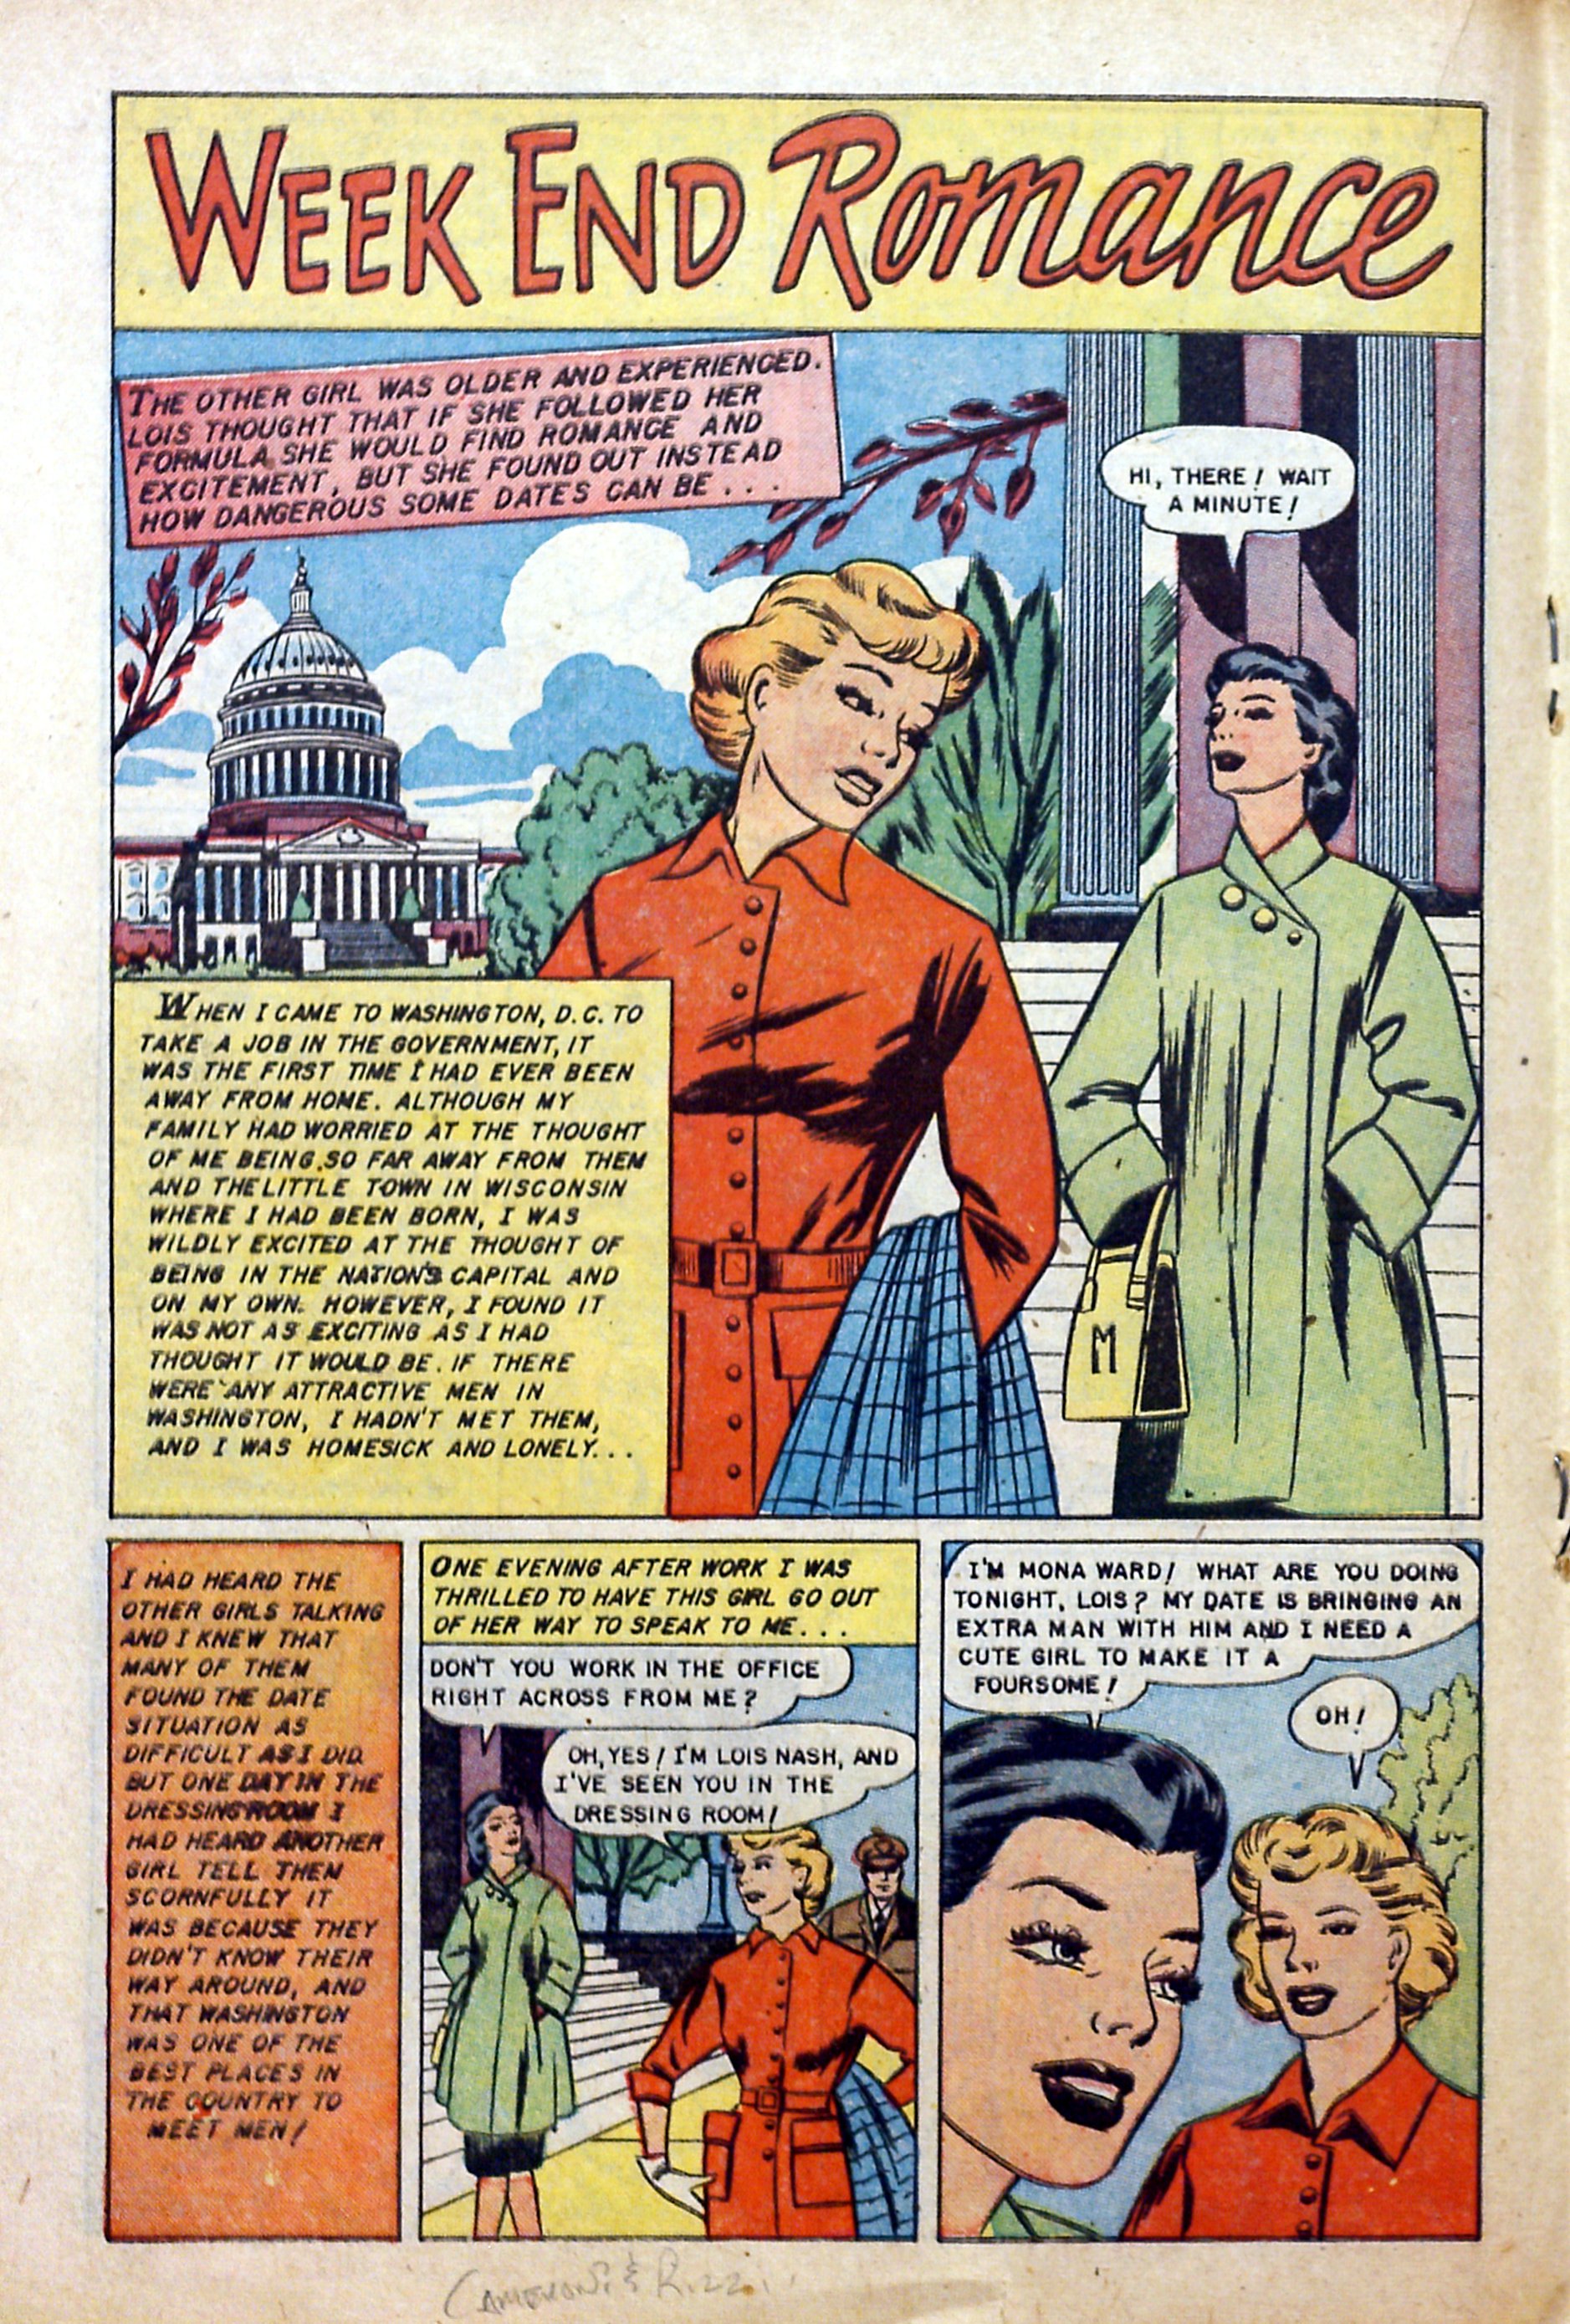 WEEK END Romance
THE OTHER GIRL WAS OLDER AND EXPERIENCED.
LOIS THOUGHT THAT IF SHE FOLLOWED HER
FORMULA SHE WOULD FIND ROMANCE AND
EXCITEMENT, BUT SHE FOUND OUT INSTEAD
HOW DANGEROUS SOME DATES CAN BE . . .
HI, THERE! WAIT
A MINUTE!
M
WHEN I CAME TO WASHINGTON, D.C. TO
TAKE A JOB IN THE GOVERNMENT, IT
WAS THE FIRST TIME I HAD EVER BEEN
AWAY FROM HOME. ALTHOUGH MY
FAMILY HAD WORRIED AT THE THOUGHT
OF ME BEING SO FAR AWAY FROM THEM
AND THE LITTLE TOWN IN WISCONSIN
WHERE I HAD BEEN BORN, I WAS
WILDLY EXCITED AT THE THOUGHT OF
BEING IN THE NATION'S CAPITAL AND
ON MY OWN. HOWEVER, I FOUND IT
WAS NOT AS EXCITING AS I HAD
THOUGHT IT WOULD BE. IF THERE
WERE ANY ATTRACTIVE MEN IN
WASHINGTON, I HADN'T MET THEM,
AND I WAS HOMESICK AND LONELY...
I HAD HEARD THE
OTHER GIRLS TALKING
AND I KNEW THAT
MANY OF THEM
FOUND THE DATE
SITUATION AS
DIFFICULT AS I DID.
BUT ONE DAY IN THE
DRESSING ROOM I
HAD HEARD ANOTHER
GIRL TELL THEM
SCORNFULLY IT
WAS BECAUSE THEY
DIDN'T KNOW THEIR
WAY AROUND, AND
THAT WASHINGTON
WAS ONE OF THE
BEST PLACES IN
THE COUNTRY TO
MEET MEN!
ONE EVENING AFTER WORK I WAS
THRILLED TO HAVE THIS GIRL GO OUT
OF HER WAY TO SPEAK TO ME...
DON'T YOU WORK IN THE OFFICE
RIGHT ACROSS FROM ME?
OH, YES! I'M LOIS NASH, AND
I'VE SEEN YOU IN THE
DRESSING ROOM!
I'M MONA WARD! WHAT ARE YOU DOING
TONIGHT, LOIS? MY DATE IS BRINGING AN
EXTRA MAN WITH HIM AND I NEED A
CUTE GIRL TO MAKE IT A
FOURSOME!
OH!